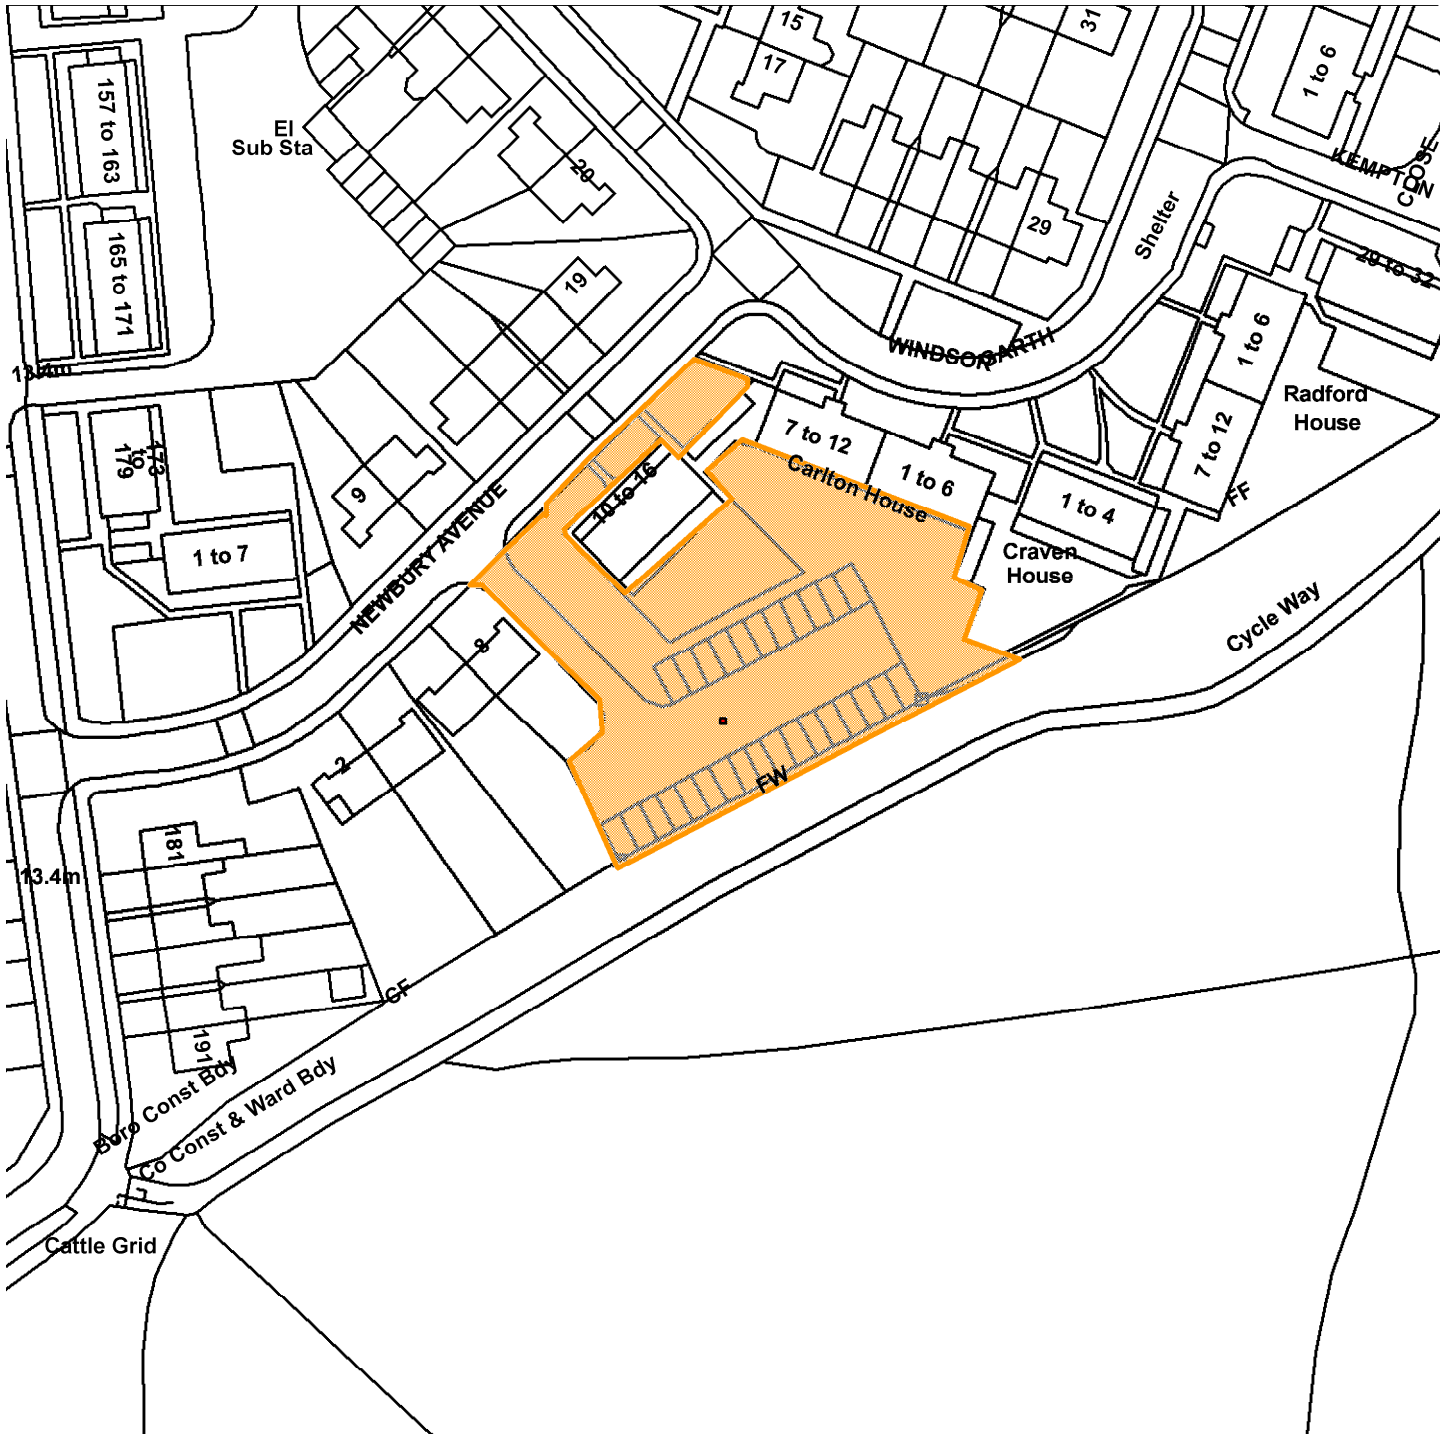 15
31
17
1 to 6
157 to 163
El
Sub Sta
KEMPTON
CLOSE
20
29
Shelter
165 to 171
19
29 to 32
WINDSOR
GARTH
1 to 6
13.4m
Radford
House
7 to 12
7 to 12
173
to
179
Carlton House
1 to 6
10 to 16
9
FF
1 to 4
NEWBURY AVENUE
1 to 7
Craven
House
Cycle Way
8
2
FW
181
13.4m
CF
191
Boro Const Bdy
Co Const & Ward Bdy
Cattle Grid